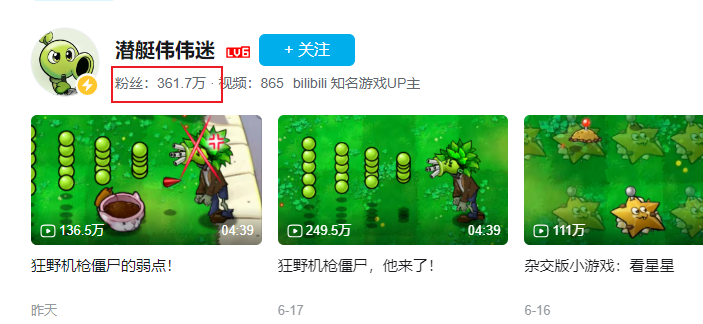 潜艇伟伟迷 LV6 + 关注
粉丝：361.7万 · 视频：865 bilibili 知名游戏UP主
136.5万 04:39
249.5万 04:39
111万
狂野机枪僵尸的弱点！
狂野机枪僵尸，他来了！
杂交版小游戏：看星星
昨天
6-17
6-16